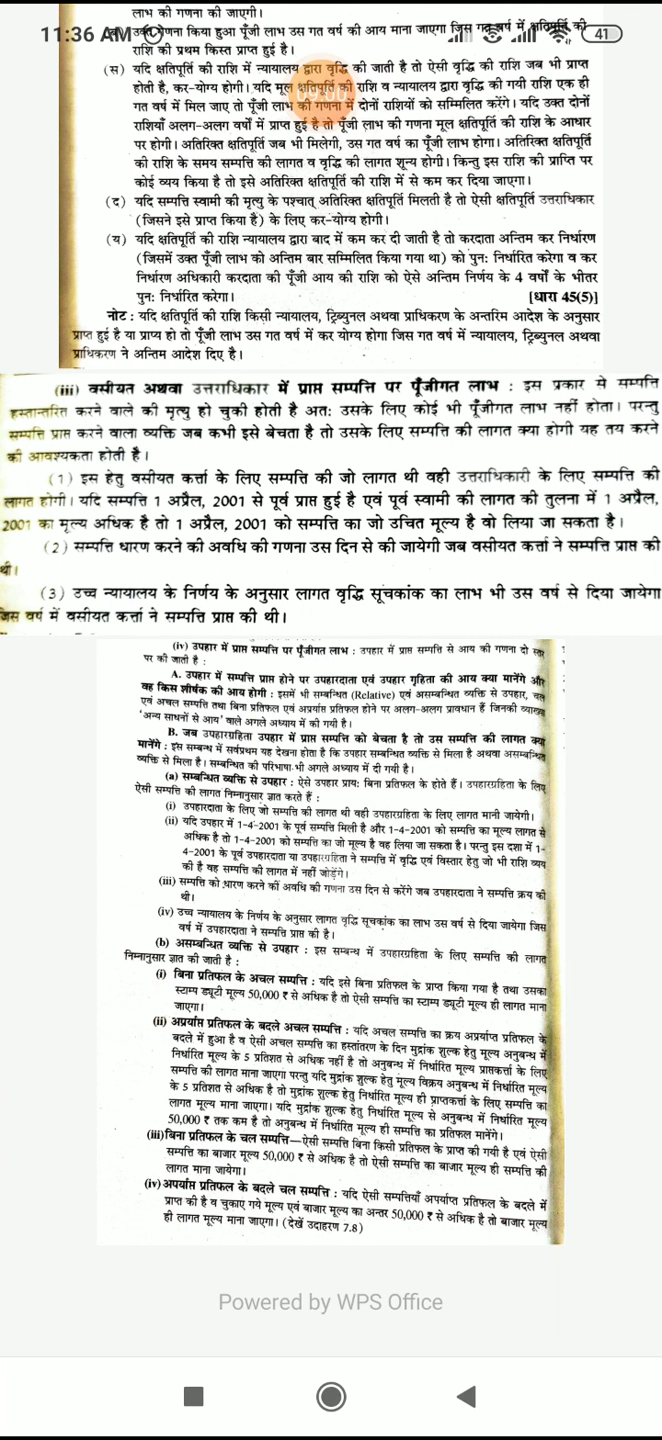 लाभ की गणना की जाएगी।
11:36 AM
41
उक्त गणना किया हुआ पूँजी लाभ उस गत वर्ष की आय माना जाएगा जिस गत वर्ष में क्षतिपूर्ति की
राशि की प्रथम किस्त प्राप्त हुई है।
(स) यदि क्षतिपूर्ति की राशि में न्यायालय द्वारा वृद्धि की जाती है तो ऐसी वृद्धि की राशि जब भी प्राप्त
होती है, कर-योग्य होगी। यदि मूल क्षतिपूर्ति की राशि व न्यायालय द्वारा वृद्धि की गयी राशि एक ही
गत वर्ष में मिल जाए तो पूँजी लाभ की गणना में दोनों राशियों को सम्मिलित करेंगे। यदि उक्त दोनों
राशियाँ अलग-अलग वर्षों में प्राप्त हुई है तो पूँजी लाभ की गणना मूल क्षतिपूर्ति की राशि के आधार
पर होगी। अतिरिक्त क्षतिपूर्ति जब भी मिलेगी, उस गत वर्ष का पूँजी लाभ होगा। अतिरिक्त क्षतिपूर्ति
की राशि के समय सम्पत्ति की लागत व वृद्धि की लागत शून्य होगी। किन्तु इस राशि की प्राप्ति पर
कोई व्यय किया है तो इसे अतिरिक्त क्षतिपूर्ति की राशि में से कम कर दिया जाएगा।
(द) यदि सम्पत्ति स्वामी की मृत्यु के पश्चात् अतिरिक्त क्षतिपूर्ति मिलती है तो ऐसी क्षतिपूर्ति उत्तराधिकार
(जिसने इसे प्राप्त किया है) के लिए कर-योग्य होगी।
(य) यदि क्षतिपूर्ति की राशि न्यायालय द्वारा बाद में कम कर दी जाती है तो करदाता अन्तिम कर निर्धारण
(जिसमें उक्त पूँजी लाभ को अन्तिम बार सम्मिलित किया गया था) को पुनः निर्धारित करेगा व कर
निर्धारण अधिकारी करदाता की पूँजी आय की राशि को ऐसे अन्तिम निर्णय के 4 वर्षों के भीतर
पुनः निर्धारित करेगा। [धारा 45(5)]
नोट : यदि क्षतिपूर्ति की राशि किसी न्यायालय, ट्रिब्युनल अथवा प्राधिकरण के अन्तरिम आदेश के अनुसार
प्राप्त हुई है या प्राप्य हो तो पूँजी लाभ उस गत वर्ष में कर योग्य होगा जिस गत वर्ष में न्यायालय, ट्रिब्युनल अथवा
प्राधिकरण ने अन्तिम आदेश दिए है।
(iii) वसीयत अथवा उत्तराधिकार में प्राप्त सम्पत्ति पर पूँजीगत लाभ : इस प्रकार से सम्पत्ति
हस्तान्तरित करने वाले की मृत्यु हो चुकी होती है अतः उसके लिए कोई भी पूँजीगत लाभ नहीं होता। परन्तु
सम्पत्ति प्राप्त करने वाला व्यक्ति जब कभी इसे बेचता है तो उसके लिए सम्पत्ति की लागत क्या होगी यह तय करने
की आवश्यकता होती है।
(1) इस हेतु वसीयत कर्त्ता के लिए सम्पत्ति की जो लागत थी वही उत्तराधिकारी के लिए सम्पत्ति की
लागत होगी। यदि सम्पत्ति 1 अप्रैल, 2001 से पूर्व प्राप्त हुई है एवं पूर्व स्वामी की लागत की तुलना में 1 अप्रैल,
2001 का मूल्य अधिक है तो 1 अप्रैल, 2001 को सम्पत्ति का जो उचित मूल्य है वो लिया जा सकता है।
(2) सम्पत्ति धारण करने की अवधि की गणना उस दिन से की जायेगी जब वसीयत कर्त्ता ने सम्पत्ति प्राप्त की
थी।
(3) उच्च न्यायालय के निर्णय के अनुसार लागत वृद्धि सूचकांक का लाभ भी उस वर्ष से दिया जायेगा
जिस वर्ष में वसीयत कर्त्ता ने सम्पत्ति प्राप्त की थी।
(iv) उपहार में प्राप्त सम्पत्ति पर पूँजीगत लाभ : उपहार में प्राप्त सम्पत्ति से आय की गणना दो स्तर
पर की जाती है :
A. उपहार में सम्पत्ति प्राप्त होने पर उपहारदाता एवं उपहार गृहिता की आय क्या मानेंगे और
वह किस शीर्षक की आय होगी : इसमें भी सम्बन्धित (Relative) एवं असम्बन्धित व्यक्ति से उपहार, चल
एवं अचल सम्पत्ति तथा बिना प्रतिफल एवं अपर्याप्त प्रतिफल होने पर अलग-अलग प्रावधान हैं जिनकी व्याख्या
'अन्य साधनों से आय' वाले अगले अध्याय में की गयी है।
B. जब उपहारगृहिता उपहार में प्राप्त सम्पत्ति को बेचता है तो उस सम्पत्ति की लागत क्या
मानेंगे : इस सम्बन्ध में सर्वप्रथम यह देखना होता है कि उपहार सम्बन्धित व्यक्ति से मिला है अथवा असम्बन्धित
व्यक्ति से मिला है। सम्बन्धित की परिभाषा भी अगले अध्याय में दी गयी है।
(a) सम्बन्धित व्यक्ति से उपहार : ऐसे उपहार प्रायः बिना प्रतिफल के होते हैं। उपहारग्रहिता के लिए
ऐसी सम्पत्ति की लागत निम्नानुसार ज्ञात करते हैं :
(i) उपहारदाता के लिए जो सम्पत्ति की लागत थी वही उपहारग्रहिता के लिए लागत मानी जायेगी।
(ii) यदि उपहार में 1-4-2001 के पूर्व सम्पत्ति मिली है और 1-4-2001 को सम्पत्ति का मूल्य लागत से
अधिक है तो 1-4-2001 को सम्पत्ति का जो मूल्य है वह लिया जा सकता है। परन्तु इस दशा में 1-
4-2001 के पूर्व उपहारदाता या उपहारग्रहिता ने सम्पत्ति में वृद्धि एवं विस्तार हेतु जो भी राशि व्यय
की है वह सम्पत्ति की लागत में नहीं जोड़ेंगे।
(iii) सम्पत्ति को धारण करने की अवधि की गणना उस दिन से करेंगे जब उपहारदाता ने सम्पत्ति क्रय की
थी।
(iv) उच्च न्यायालय के निर्णय के अनुसार लागत वृद्धि सूचकांक का लाभ उस वर्ष से दिया जायेगा जिस
वर्ष में उपहारदाता ने सम्पत्ति प्राप्त की है।
(b) असम्बन्धित व्यक्ति से उपहार : इस सम्बन्ध में उपहारग्रहिता के लिए सम्पत्ति की लागत
निम्नानुसार ज्ञात की जाती है :
(i) बिना प्रतिफल के अचल सम्पत्ति : यदि इसे बिना प्रतिफल के प्राप्त किया गया है तथा उसका
स्टाम्प ड्यूटी मूल्य 50,000 ₹ से अधिक है तो ऐसी सम्पत्ति का स्टाम्प ड्यूटी मूल्य ही लागत माना
जाएगा।
(ii) अपर्याप्त प्रतिफल के बदले अचल सम्पत्ति : यदि अचल सम्पत्ति का क्रय अपर्याप्त प्रतिफल के
बदले में हुआ है व ऐसी अचल सम्पत्ति का हस्तांतरण के दिन मुद्रांक शुल्क हेतु मूल्य अनुबन्ध में
निर्धारित मूल्य के 5 प्रतिशत से अधिक नहीं है तो अनुबन्ध में निर्धारित मूल्य प्राप्तकर्त्ता के लिए
सम्पत्ति की लागत माना जाएगा परन्तु यदि मुद्रांक शुल्क हेतु मूल्य विक्रय अनुबन्ध में निर्धारित मूल्य
के 5 प्रतिशत से अधिक है तो मुद्रांक शुल्क हेतु निर्धारित मूल्य ही प्राप्तकर्त्ता के लिए सम्पत्ति का
लागत मूल्य माना जाएगा। यदि मुद्रांक शुल्क हेतु निर्धारित मूल्य से अनुबन्ध में निर्धारित मूल्य
50,000 ₹ तक कम है तो अनुबन्ध में निर्धारित मूल्य ही सम्पत्ति का प्रतिफल मानेंगे।
(iii) बिना प्रतिफल के चल सम्पत्ति—ऐसी सम्पत्ति बिना किसी प्रतिफल के प्राप्त की गयी है एवं ऐसी
सम्पत्ति का बाजार मूल्य 50,000 ₹ से अधिक है तो ऐसी सम्पत्ति का बाजार मूल्य ही सम्पत्ति की
लागत माना जायेगा।
(iv) अपर्याप्त प्रतिफल के बदले चल सम्पत्ति : यदि ऐसी सम्पत्तियाँ अपर्याप्त प्रतिफल के बदले में
प्राप्त की है व चुकाए गये मूल्य एवं बाजार मूल्य का अन्तर 50,000 ₹ से अधिक है तो बाजार मूल्य
ही लागत मूल्य माना जाएगा। (देखें उदाहरण 7.8)
Powered by WPS Office